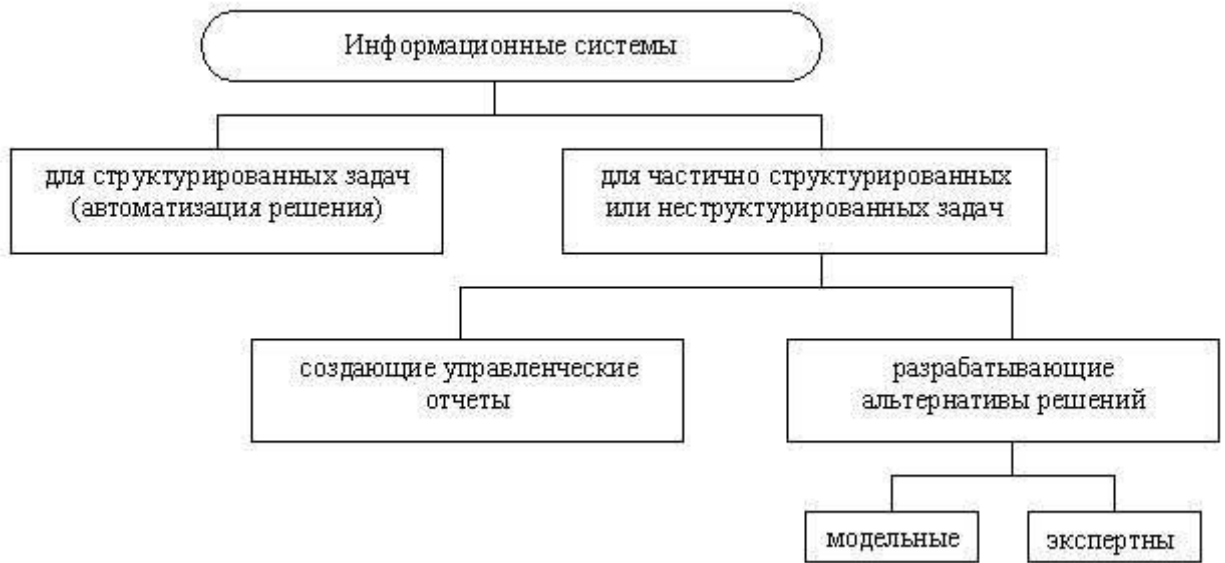 Информационные системы
для структурированных задач
(автоматизация решения)
для частично структурированных
или неструктурированных задач
создающие управленческие
отчеты
разрабатывающие
альтернативы решений
модельные
экспертны